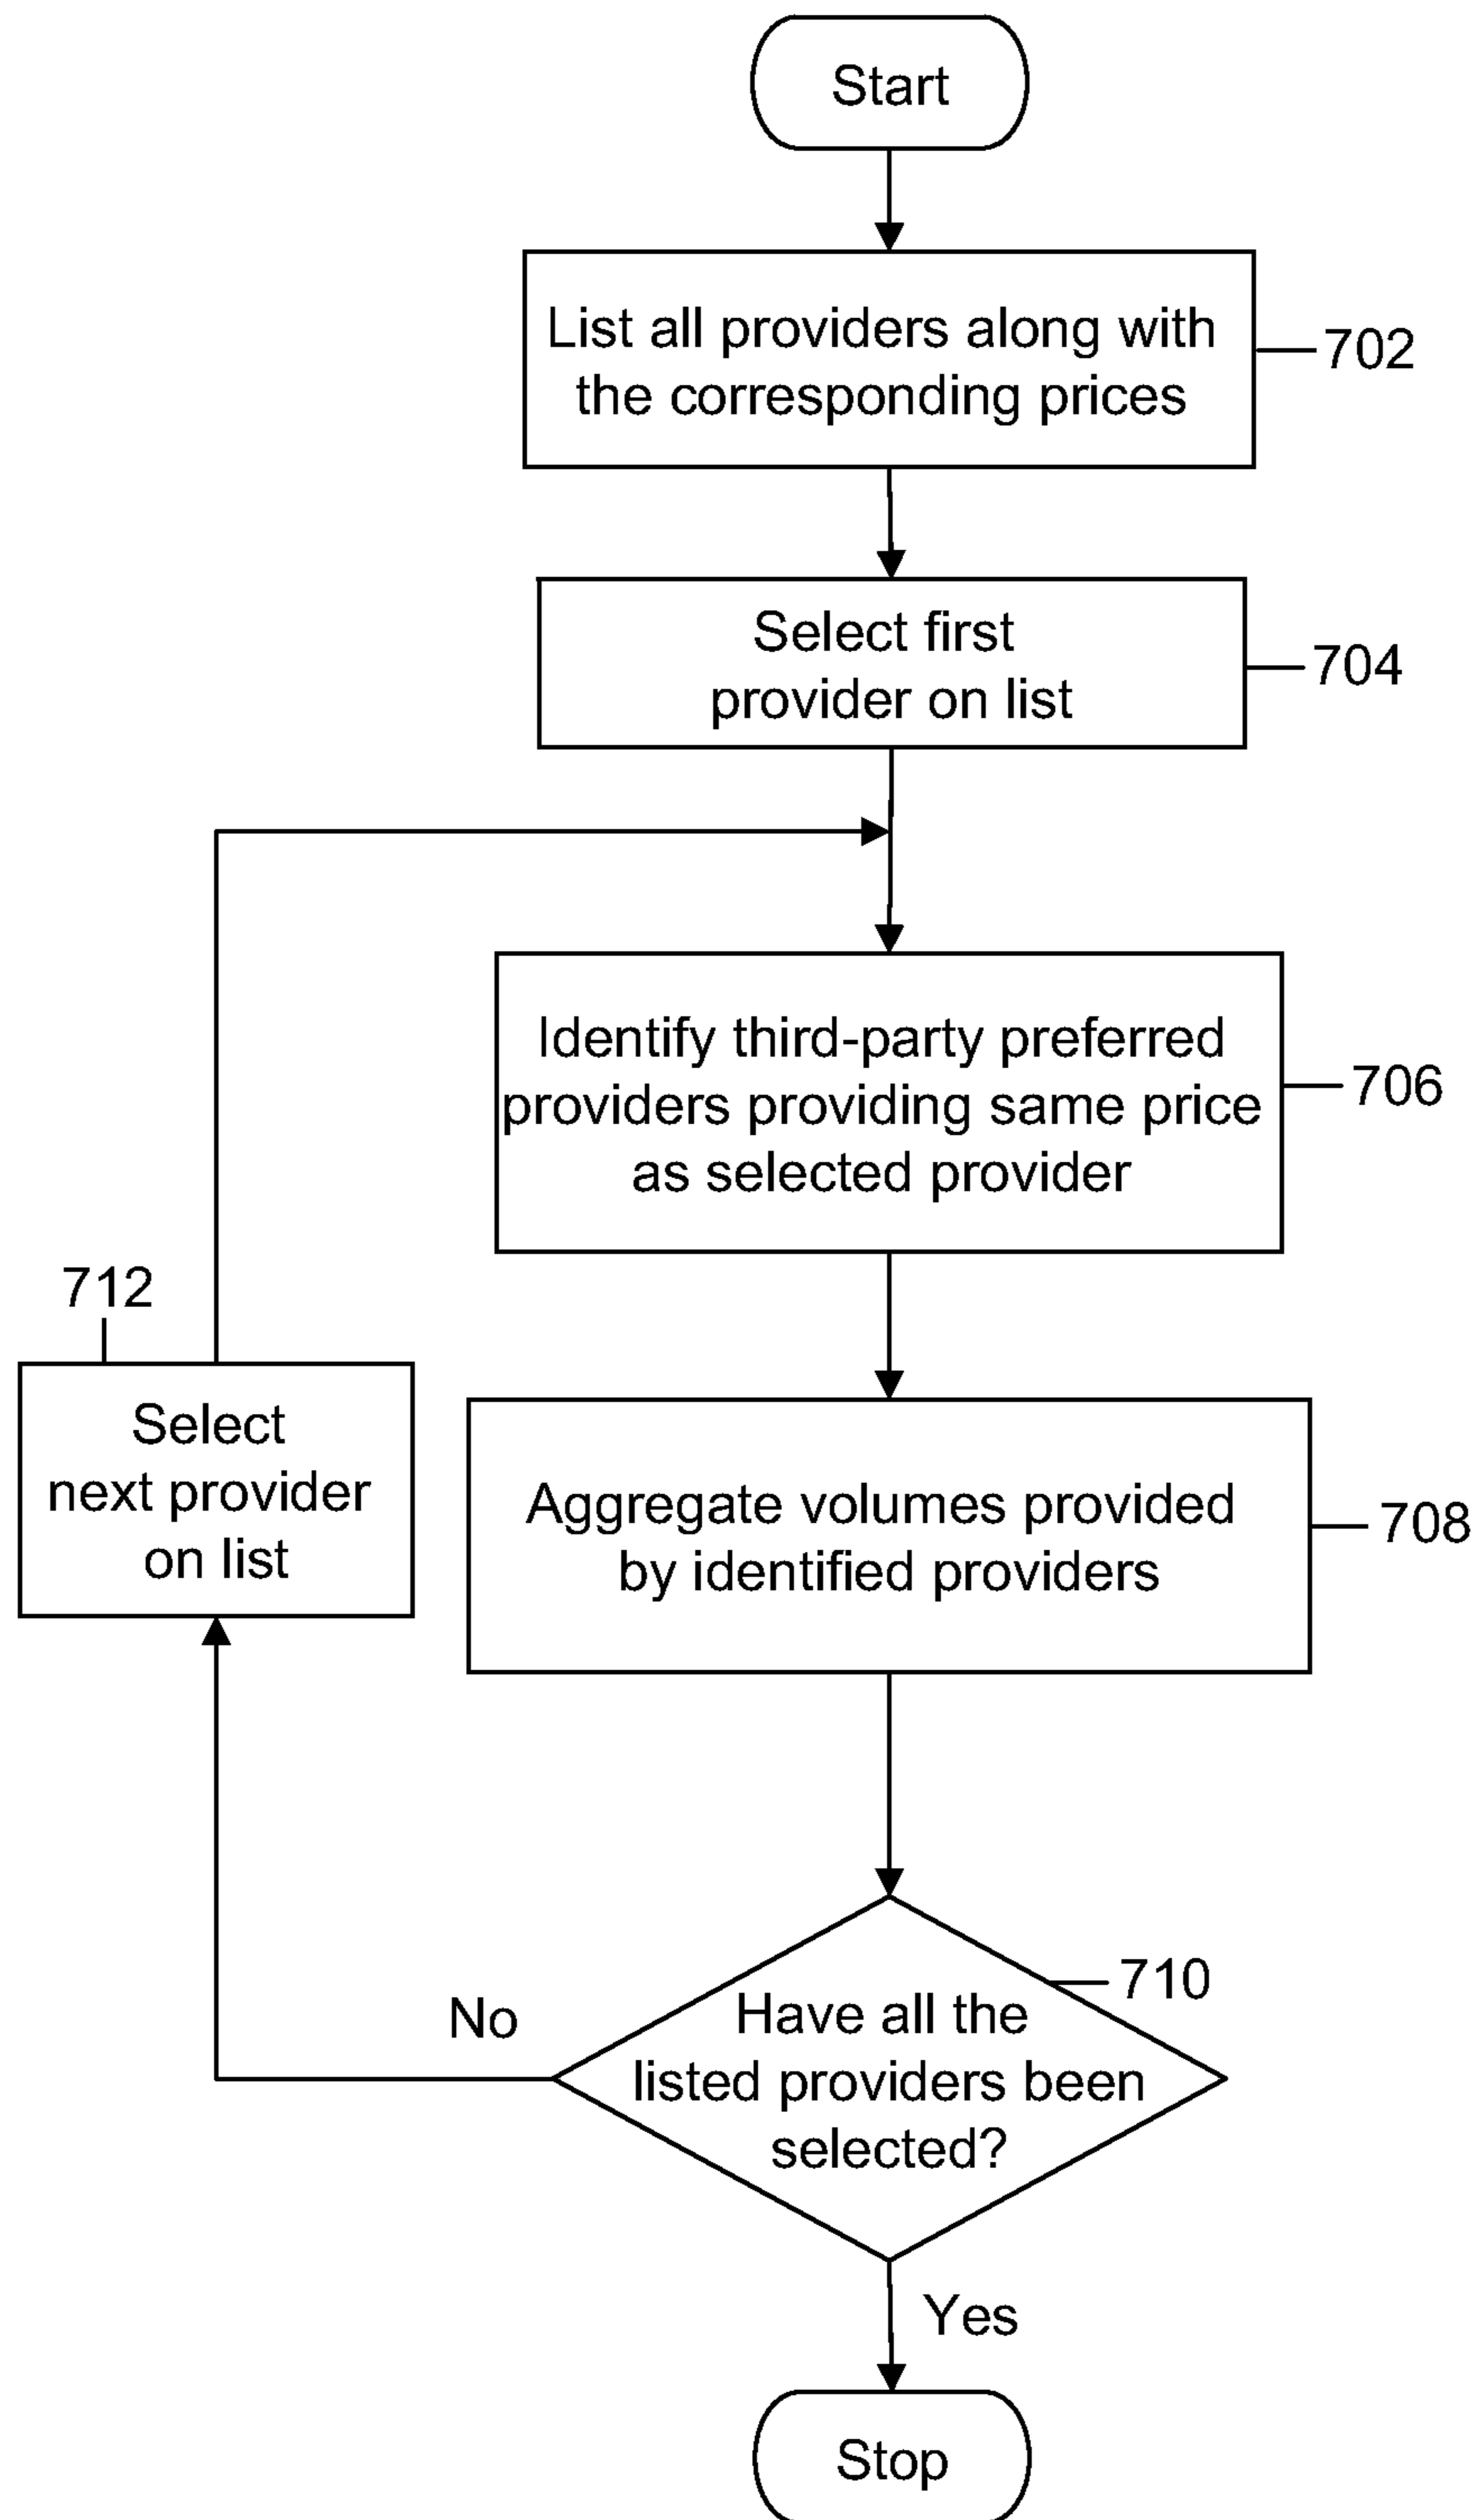 Start
List all providers along with
the corresponding prices
702
Select first
provider on list
704
Identify third-party preferred
providers providing same price
as selected provider
706
712
Select
next provider
on list
Aggregate volumes provided
by identified providers
708
710
Have all the
listed providers been
selected?
No
Yes
Stop